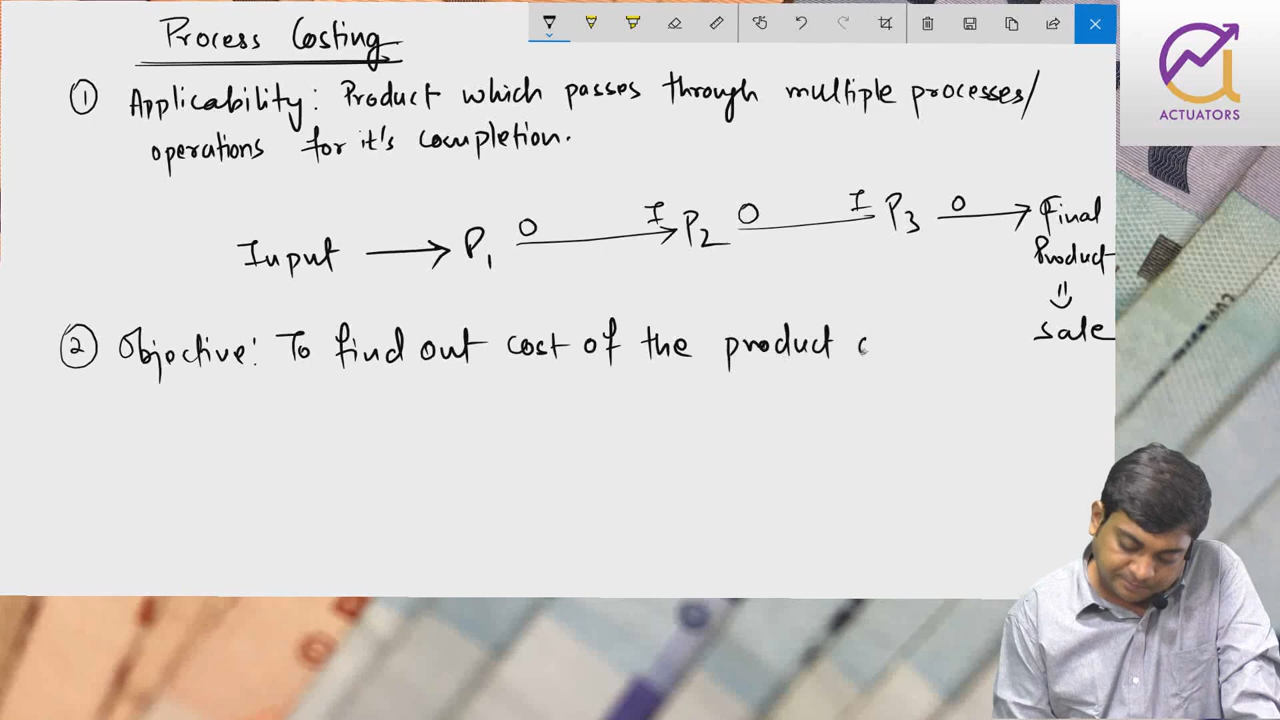 Process Costing
① Applicability: Product which passes through multiple processes/
operations for it's completion.
Input → P1 O → I P2 O — I P3 O → Final
Product
sale
② Objective: To find out cost of the product
ACTUATORS